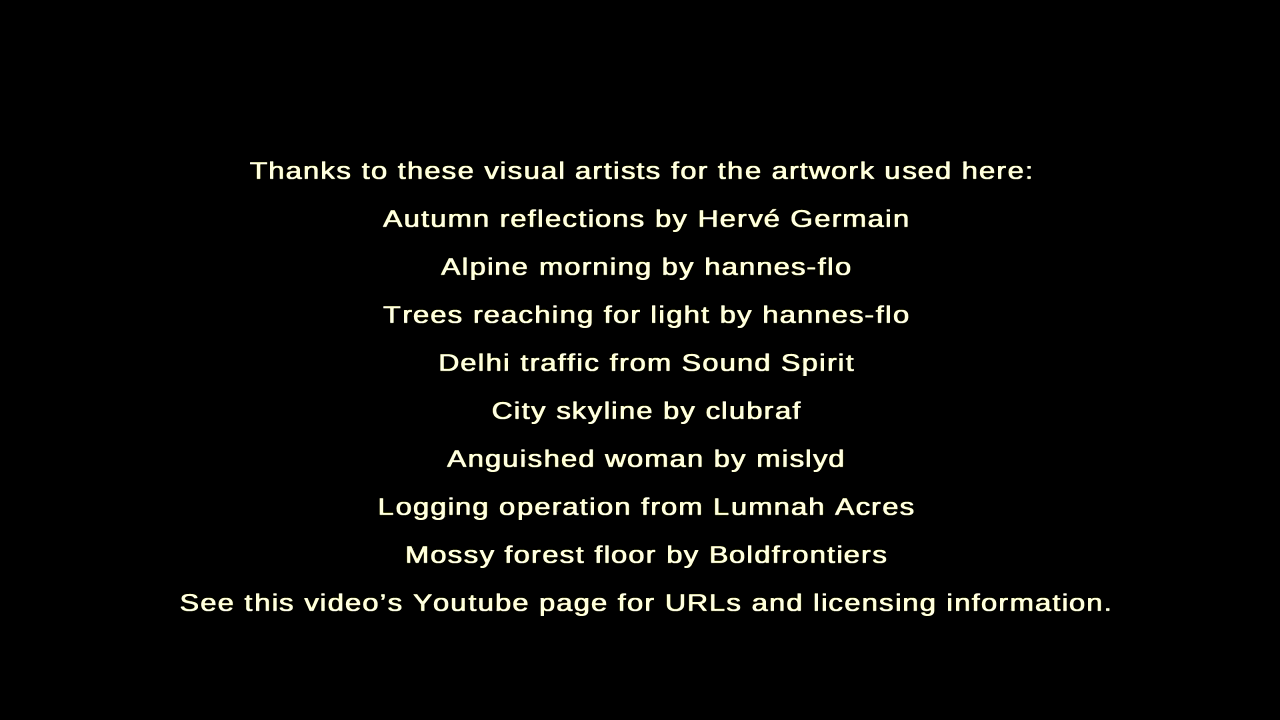 Thanks to these visual artists for the artwork used here:
Autumn reflections by Hervé Germain
Alpine morning by hannes-flo
Trees reaching for light by hannes-flo
Delhi traffic from Sound Spirit
City skyline by clubraf
Anguished woman by mislyd
Logging operation from Lumnah Acres
Mossy forest floor by Boldfrontiers
See this video’s Youtube page for URLs and licensing information.